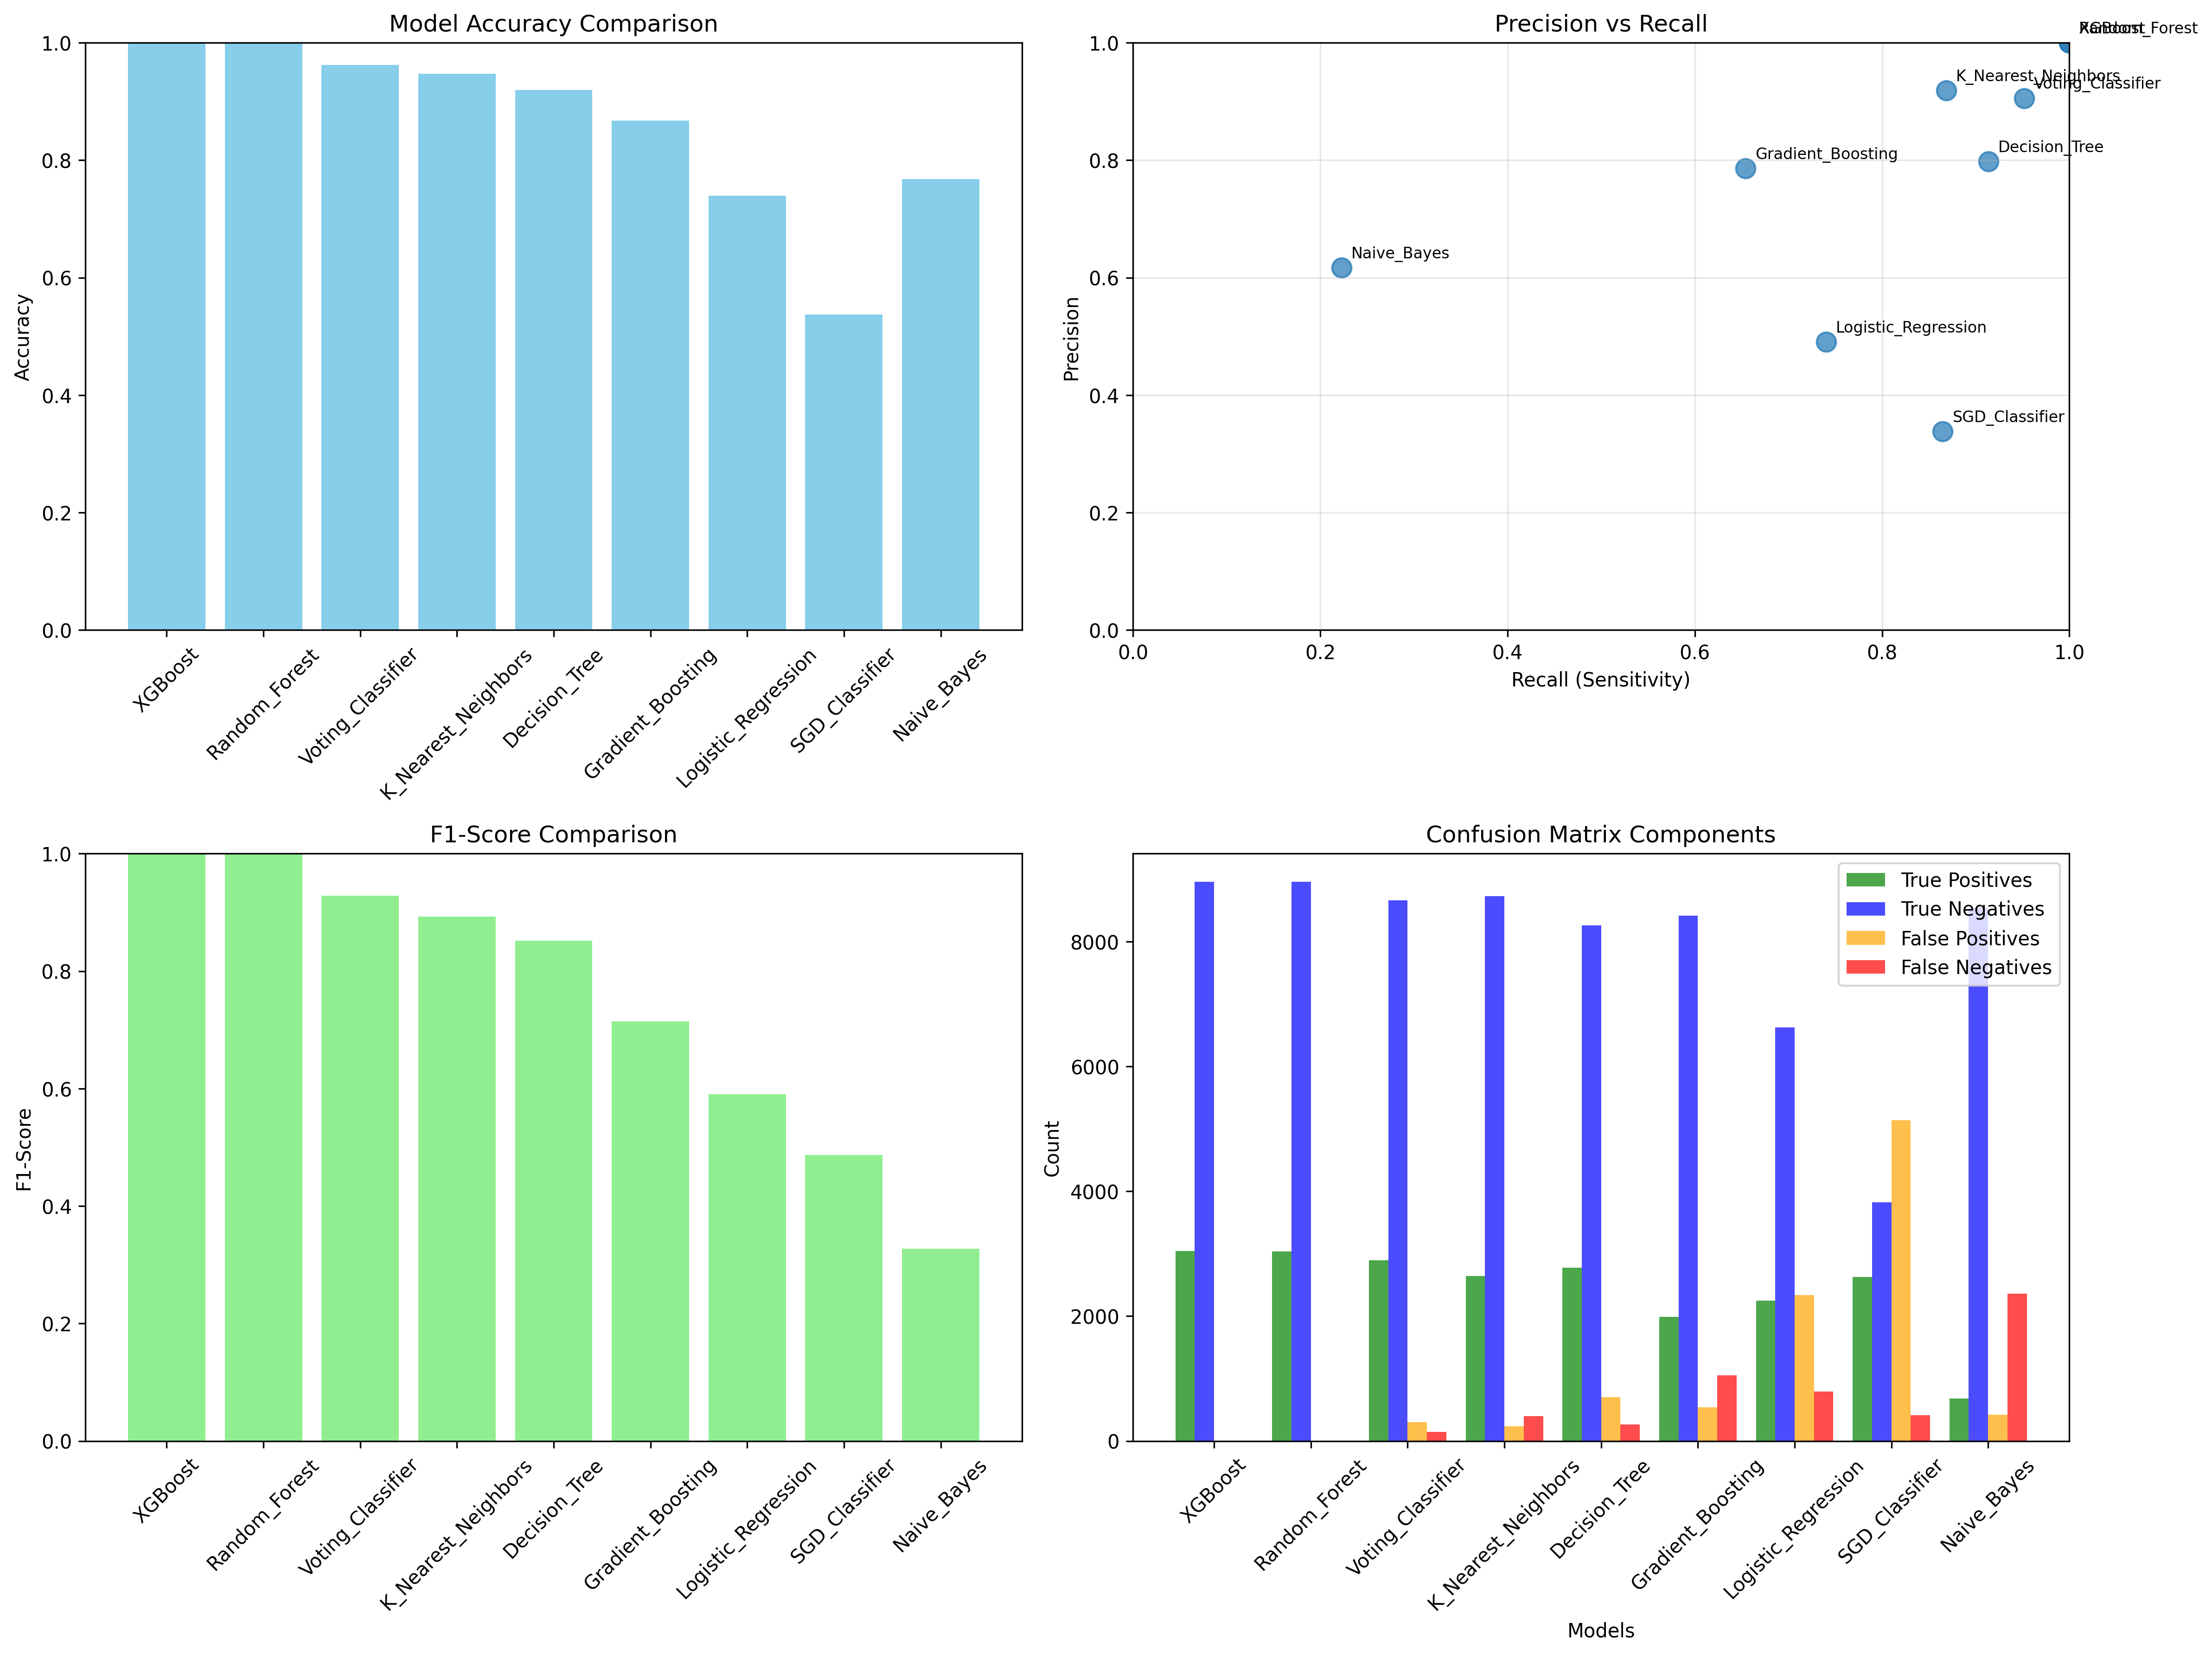 Model Accuracy Comparison
1.0
0.8
0.6
0.4
0.2
0.0
Accuracy
XGBoost
Random_Forest
Voting_Classifier
K_Nearest_Neighbors
Decision_Tree
Gradient_Boosting
Logistic_Regression
SGD_Classifier
Naive_Bayes
Precision vs Recall
1.0
0.8
0.6
0.4
0.2
0.0
Precision
XGBoost
Random_Forest
K_Nearest_Neighbors
Voting_Classifier
Decision_Tree
Gradient_Boosting
Naive_Bayes
Logistic_Regression
SGD_Classifier
0.0 0.2 0.4 0.6 0.8 1.0
Recall (Sensitivity)
F1-Score Comparison
1.0
0.8
0.6
0.4
0.2
0.0
F1-Score
XGBoost
Random_Forest
Voting_Classifier
K_Nearest_Neighbors
Decision_Tree
Gradient_Boosting
Logistic_Regression
SGD_Classifier
Naive_Bayes
Confusion Matrix Components
True Positives
True Negatives
False Positives
False Negatives
8000
6000
4000
2000
0
Count
XGBoost
Random_Forest
Voting_Classifier
K_Nearest_Neighbors
Decision_Tree
Gradient_Boosting
Logistic_Regression
SGD_Classifier
Naive_Bayes
Models